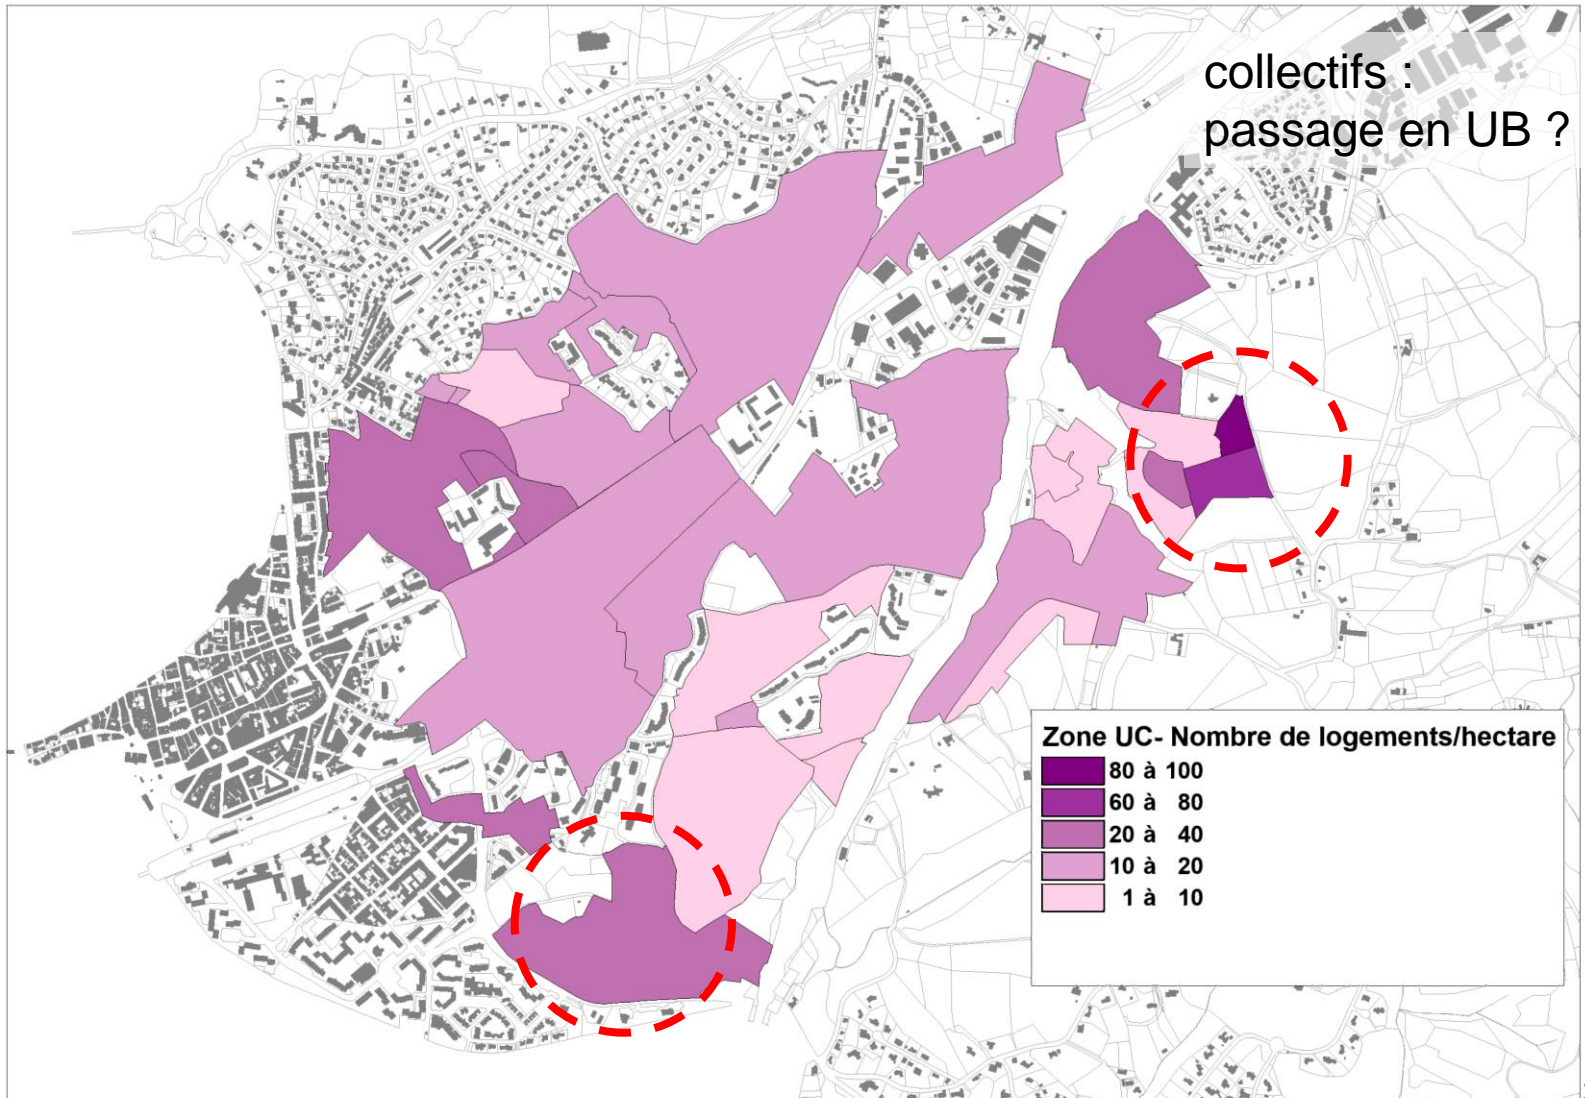 collectifs :
passage en UB ?
Zone UC- Nombre de logements/hectare
80 à 100
60 à 80
20 à 40
10 à 20
1 à 10